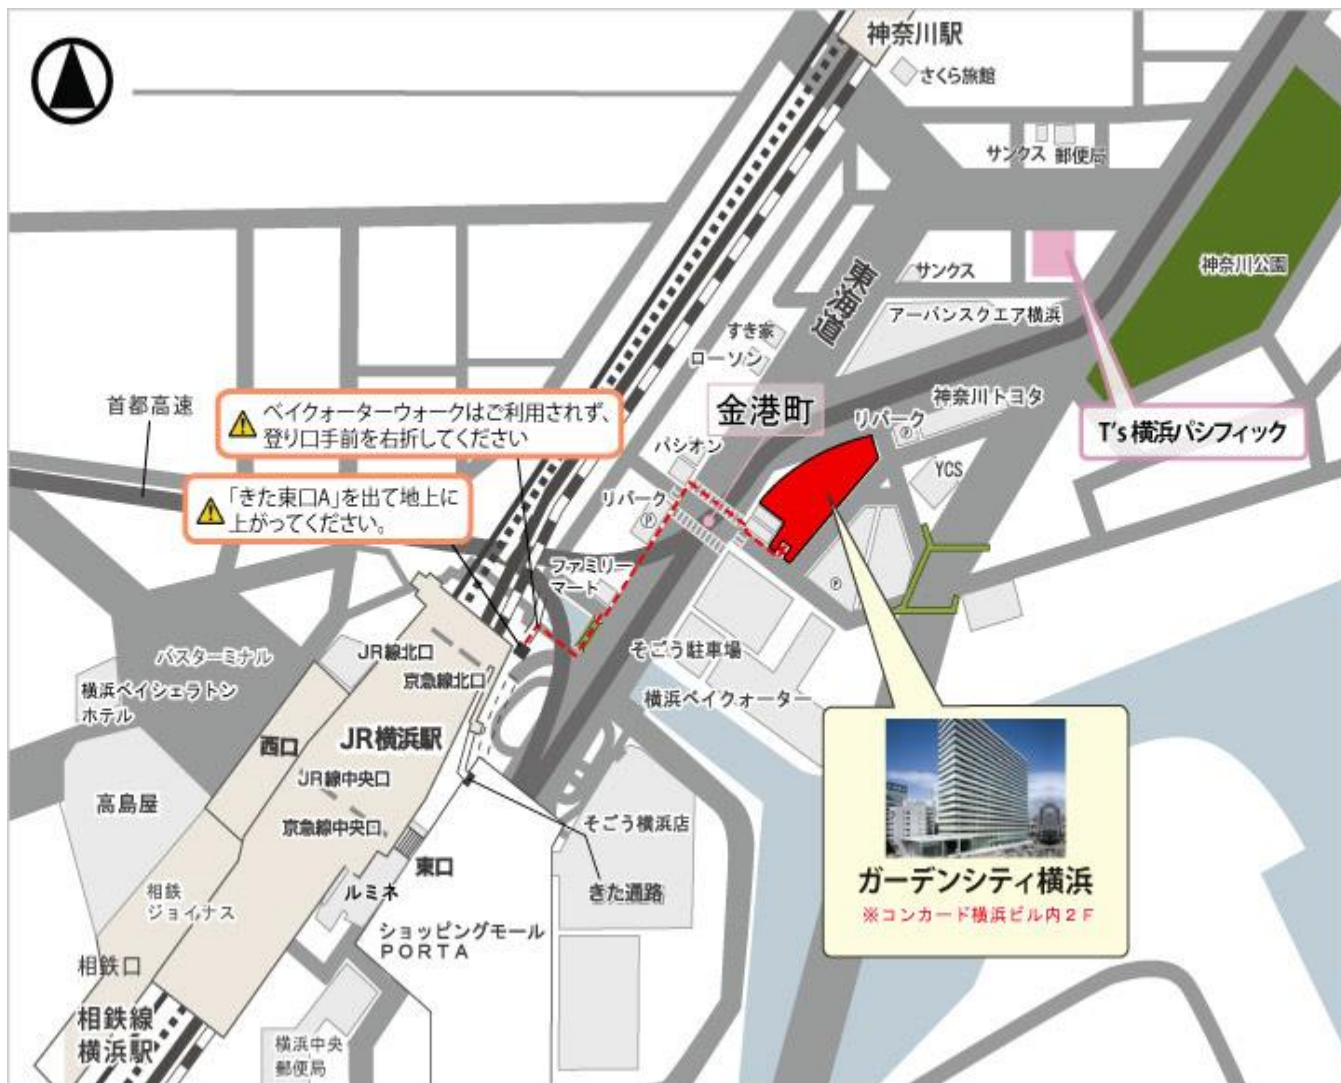 神奈川駅
さくら旅館
サンクス
郵便局
神奈川公園
サンクス
東海道
アーバンスクエア横浜
すき家
ローソン
金港町
神奈川トヨタ
リパーク
P
T's 横浜パシフィック
首都高速
ベイクォーターウォークはご利用されず、
登り口手前を右折してください
パシオン
YCS
「きた東口A」を出て地上に
上がってください。
リパーク
P
ファミリー
マート
P
バスターミナル
JR線北口
京急線北口
そごう駐車場
横浜ベイシェラトン
ホテル
横浜ベイクォーター
西口
JR横浜駅
JR線中央口
高島屋
京急線中央口
そごう横浜店
東口
ルミネ
きた通路
ガーデンシティ横浜
※コンカード横浜ビル内2F
相鉄
ジョイナス
ショッピングモール
PORTA
相鉄口
相鉄線
横浜駅
横浜中央
郵便局